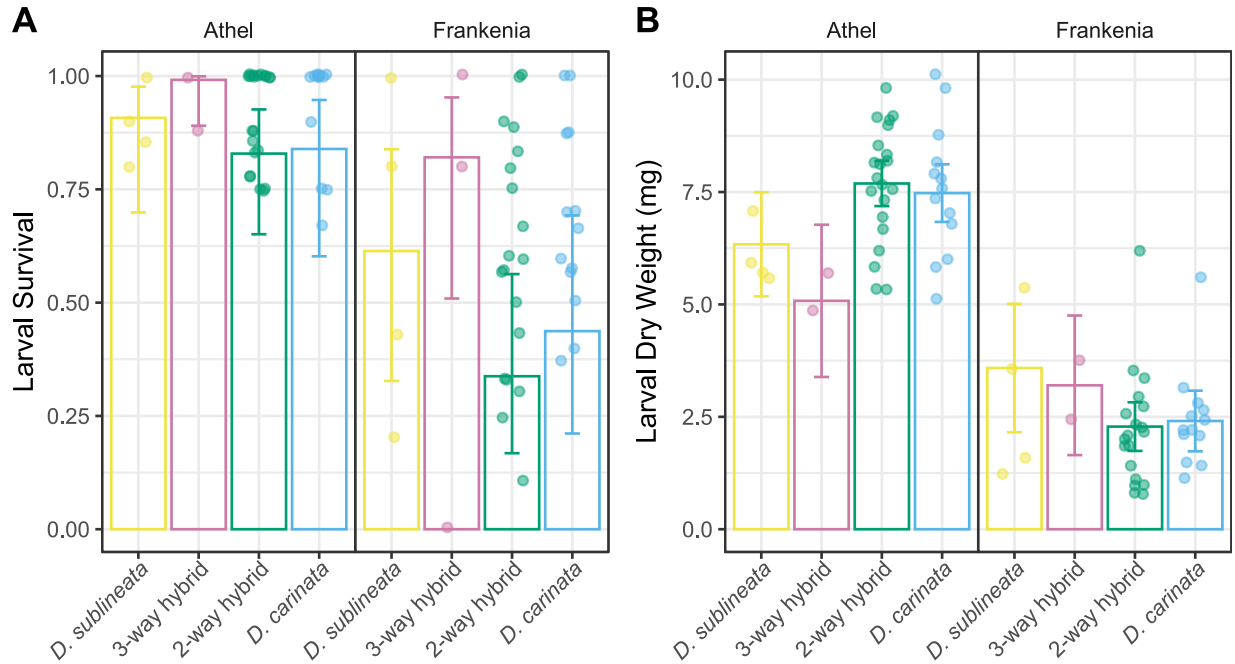 A
Athel
Frankenia
Larval Survival
1.00
0.75
0.50
0.25
0.00
D. sublineata
3-way hybrid
2-way hybrid
D. carinata
D. sublineata
3-way hybrid
2-way hybrid
D. carinata
B
Athel
Frankenia
Larval Dry Weight (mg)
10.0
7.5
5.0
2.5
0.0
D. sublineata
3-way hybrid
2-way hybrid
D. carinata
D. sublineata
3-way hybrid
2-way hybrid
D. carinata